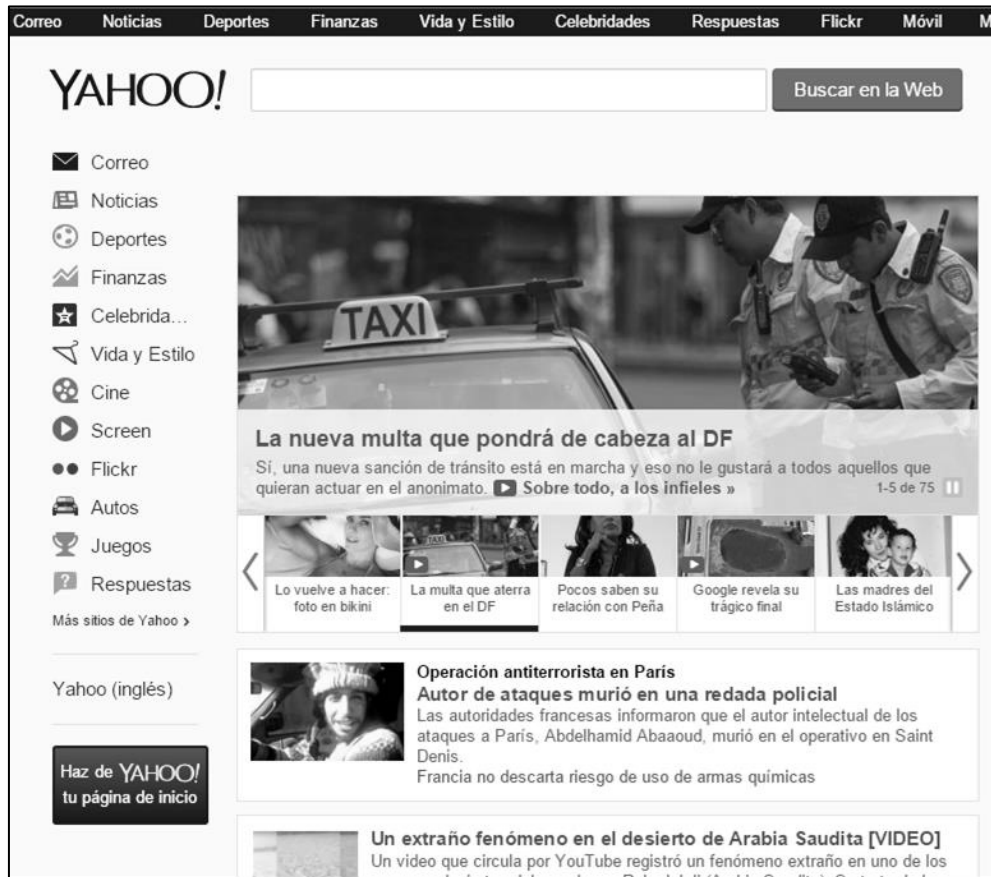 Correo Noticias Deportes Finanzas Vida y Estilo Celebridades Respuestas Flickr Móvil M
YAHOO!
Buscar en la Web
Correo
Noticias
Deportes
Finanzas
Celebrida...
Vida y Estilo
Cine
Screen
Flickr
Autos
Juegos
Respuestas
Más sitios de Yahoo >
Yahoo (inglés)
Haz de YAHOO!
tu página de inicio
TAXI
La nueva multa que pondrá de cabeza al DF
Sí, una nueva sanción de tránsito está en marcha y eso no le gustará a todos aquellos que
quieran actuar en el anonimato. Sobre todo, a los infieles »
1-5 de 75
Lo vuelve a hacer:
foto en bikini
La multa que aterra
en el DF
Pocos saben su
relación con Peña
Google revela su
trágico final
Las madres del
Estado Islámico
Operación antiterrorista en París
Autor de ataques murió en una redada policial
Las autoridades francesas informaron que el autor intelectual de los
ataques a París, Abdelhamid Abaaoud, murió en el operativo en Saint
Denis.
Francia no descarta riesgo de uso de armas químicas
Un extraño fenómeno en el desierto de Arabia Saudita [VIDEO]
Un video que circula por YouTube registró un fenómeno extraño en uno de los